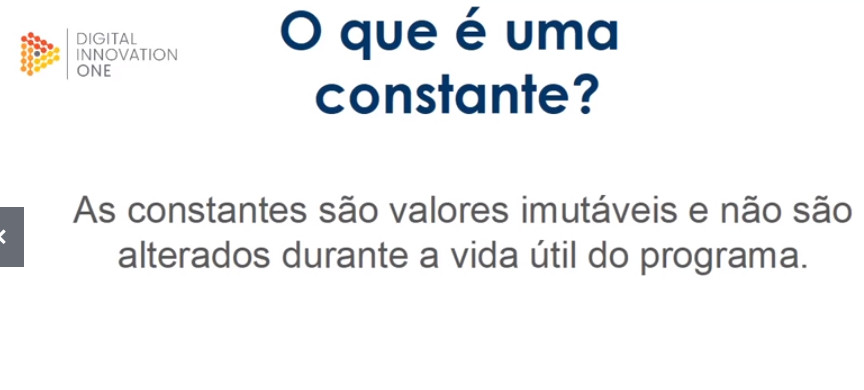 DIGITAL
INNOVATION
ONE
O que é uma
constante?
As constantes são valores imutáveis e não são
alterados durante a vida útil do programa.